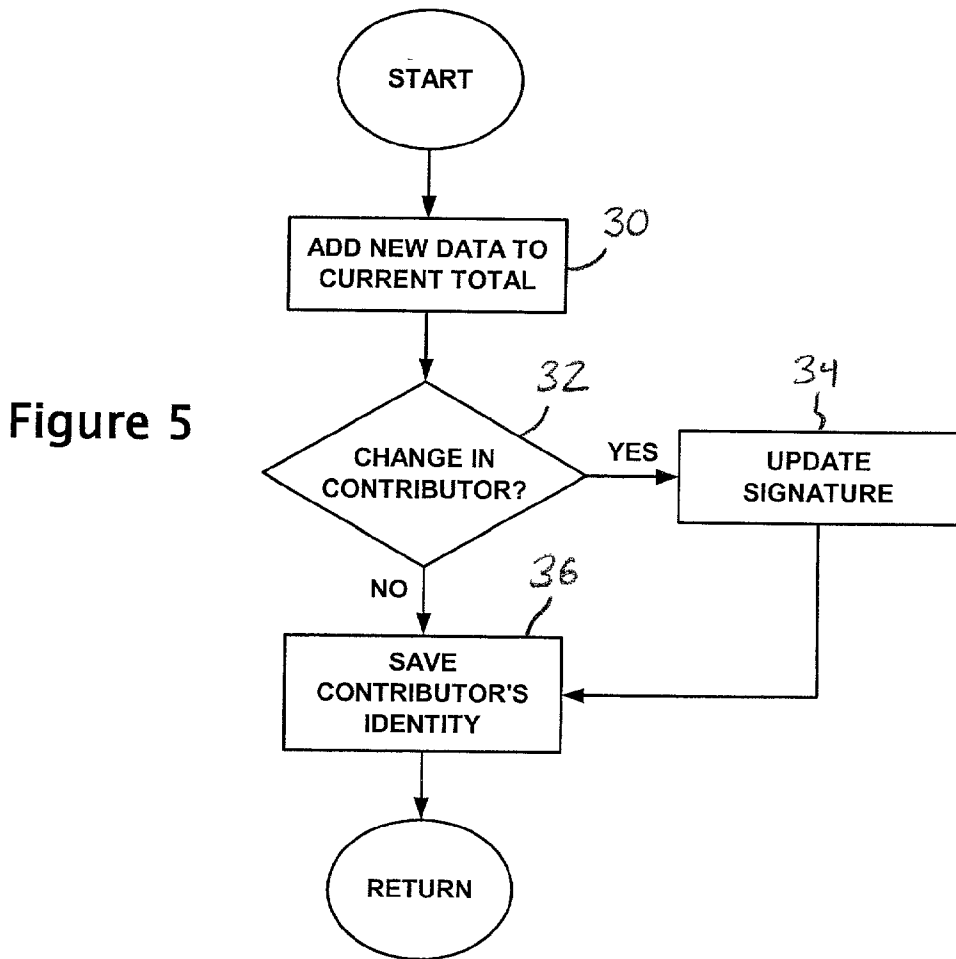 START
30
ADD NEW DATA TO
CURRENT TOTAL
32
34
Figure 5
CHANGE IN
CONTRIBUTOR?
YES
UPDATE
SIGNATURE
NO
36
SAVE
CONTRIBUTOR'S
IDENTITY
RETURN